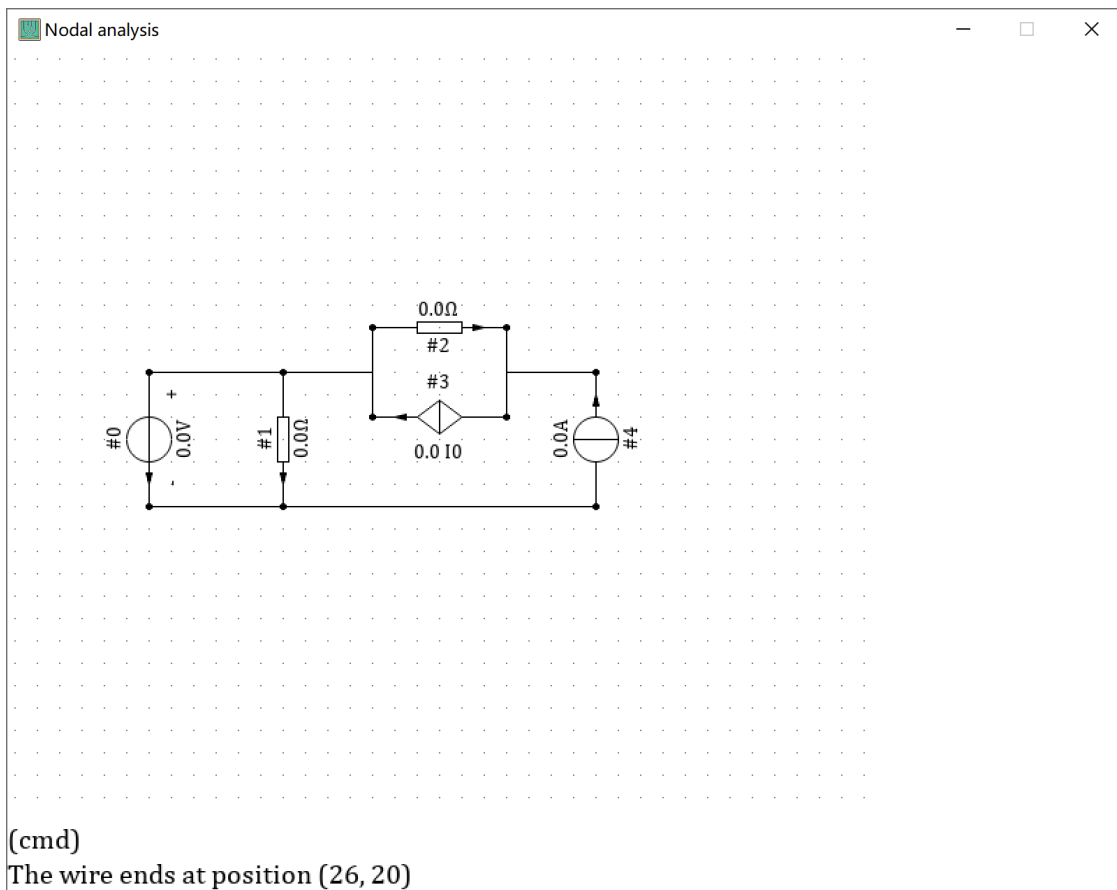 Nodal analysis
0.0Ω
#2
#3
0.0 I0
#0
+
-
0.0V
#1
0.0Ω
0.0A
#4
(cmd)
The wire ends at position (26, 20)